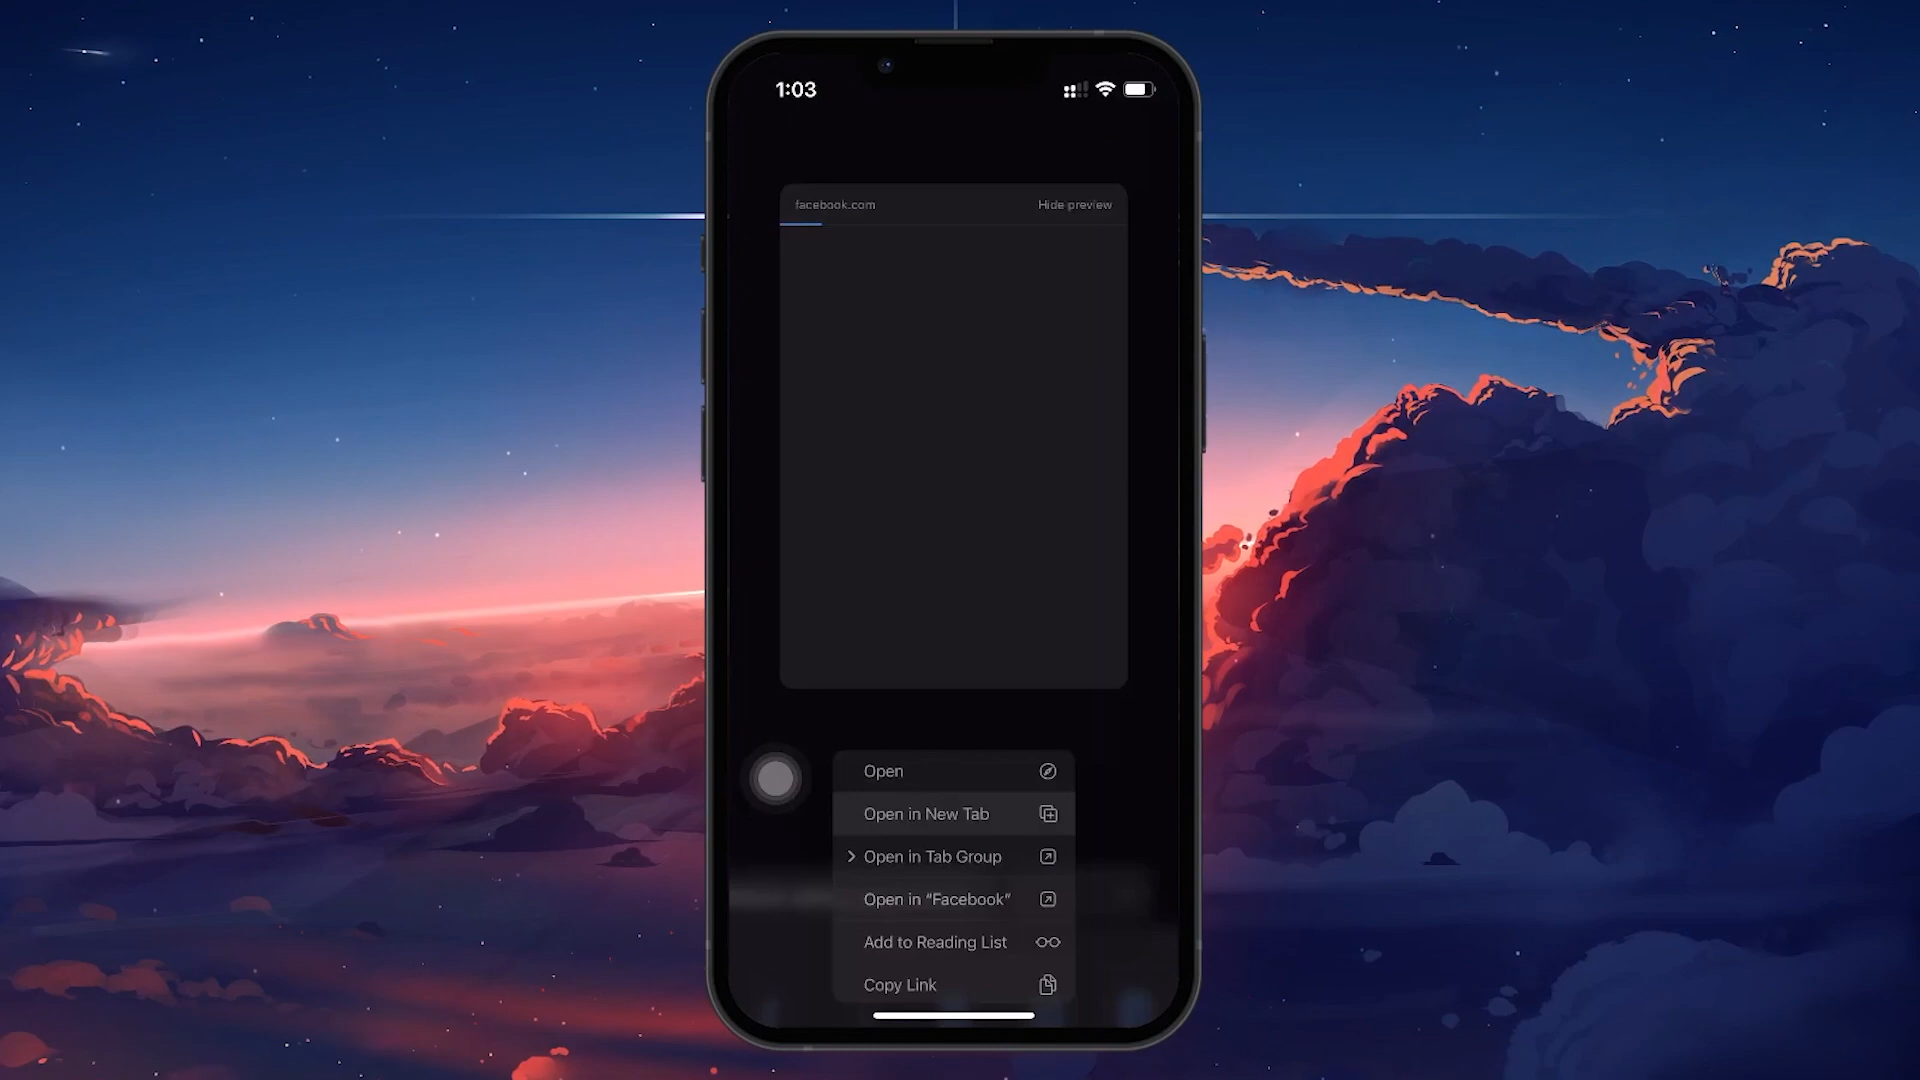 1:03
facebook.com Hide preview
Open
Open in New Tab
Open in Tab Group
Open in “Facebook”
Add to Reading List
Copy Link